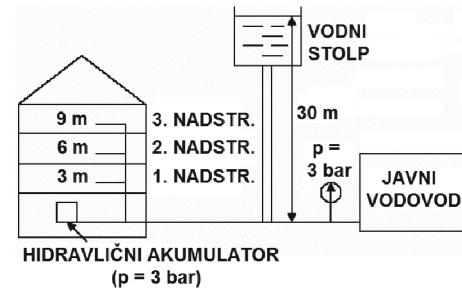 VODNI
STOLP
9 m
3. NADSTR.
30 m
6 m
2. NADSTR.
p =
3 bar
3 m
1. NADSTR.
JAVNI
VODOVOD
HIDRAVLIČNI AKUMULATOR
(p = 3 bar)